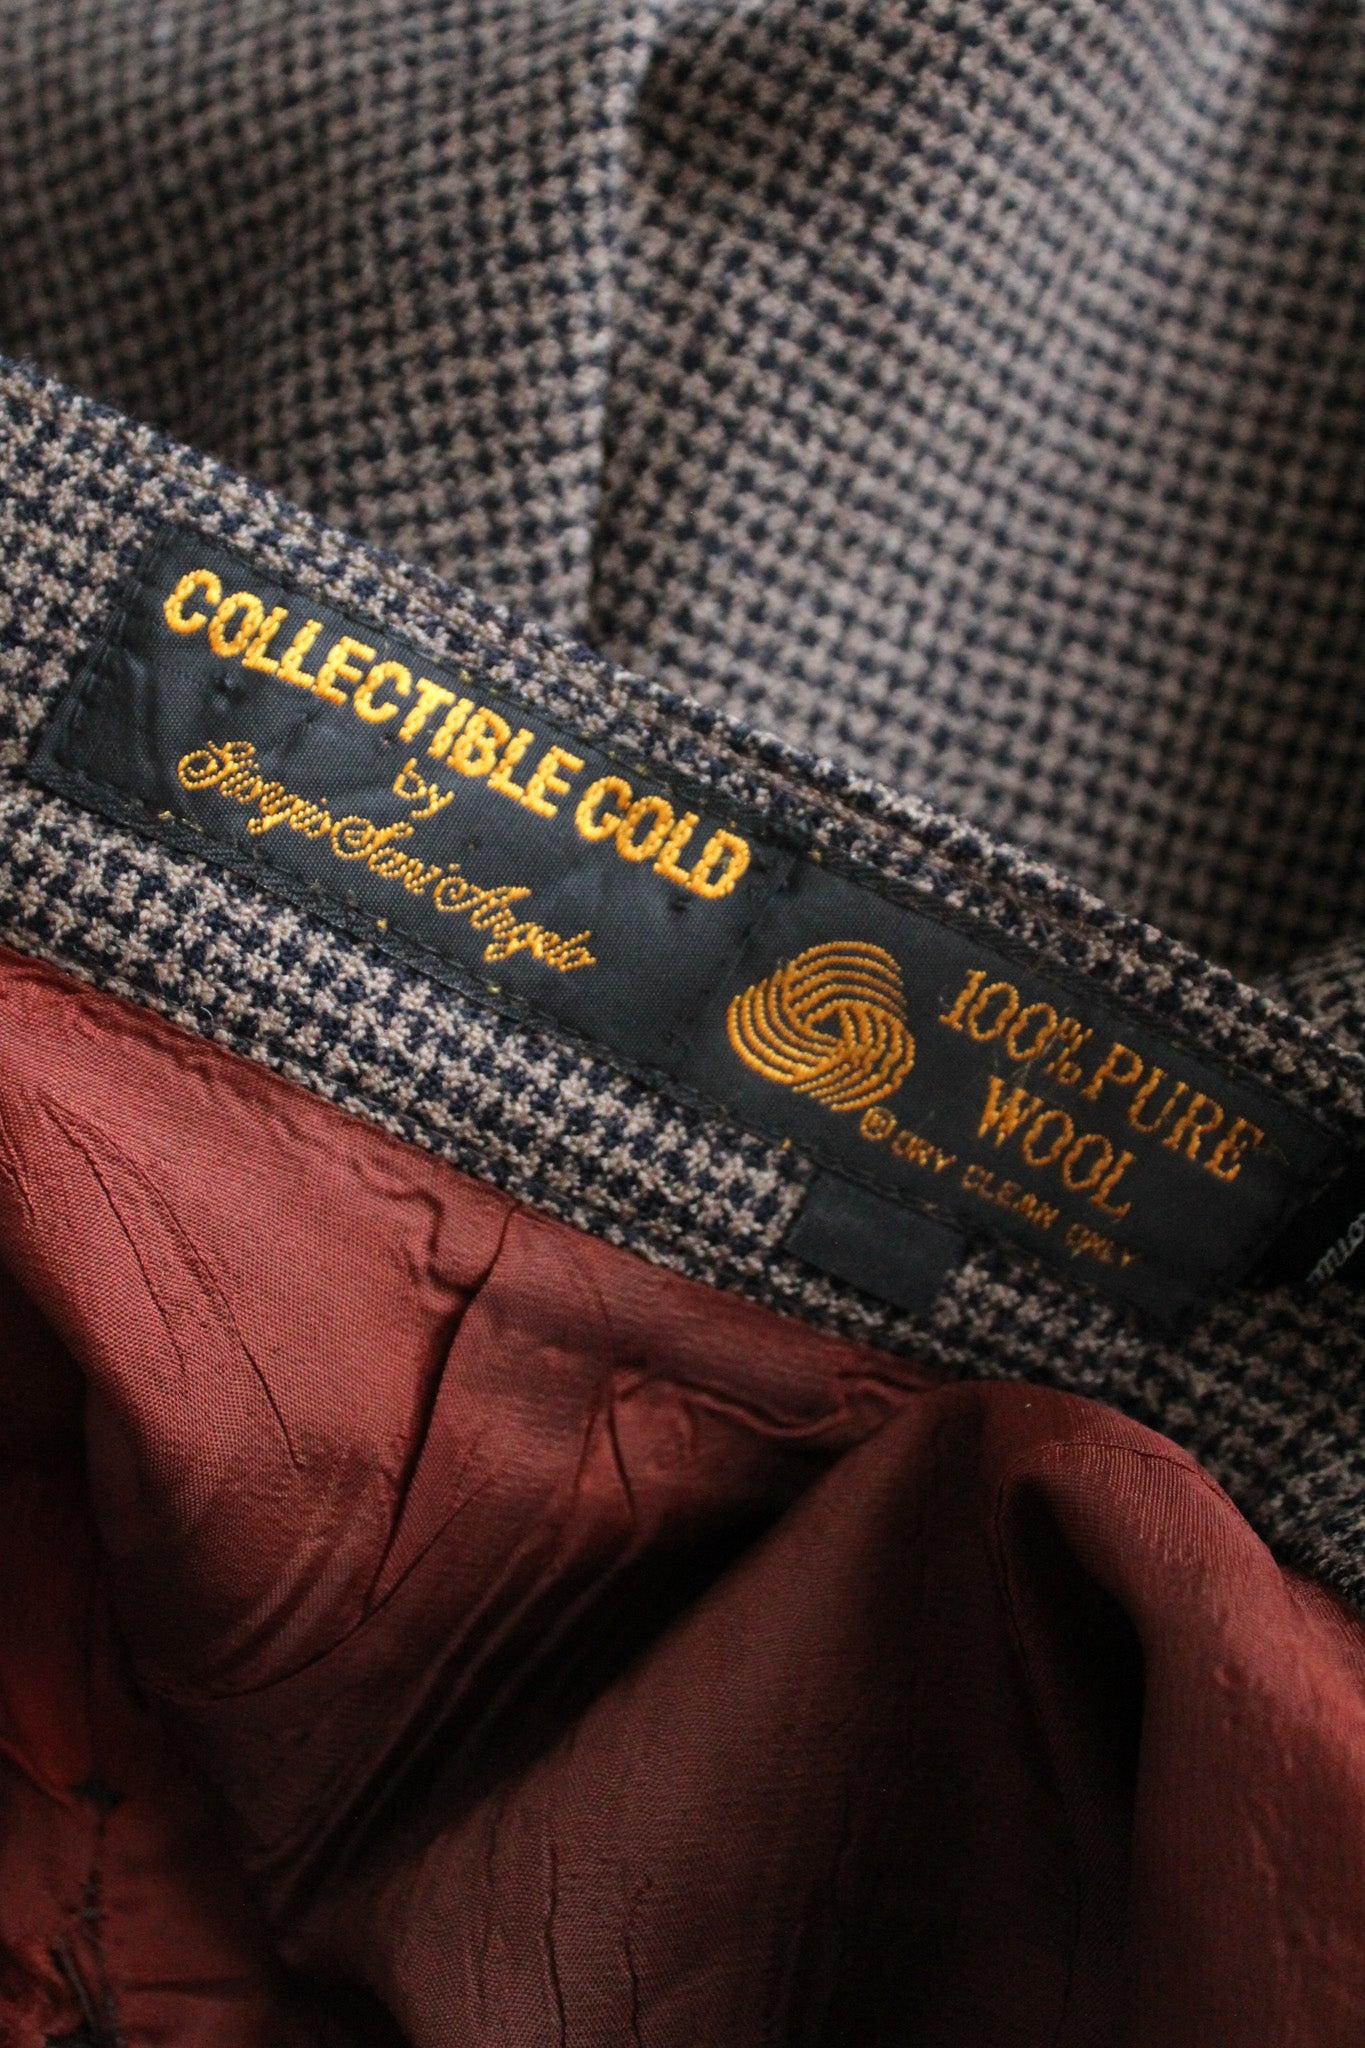 COLLECTIBLE GOLD
by
Giorgio Sant'Angelo
100% PURE
WOOL
® DRY CLEAN ONLY